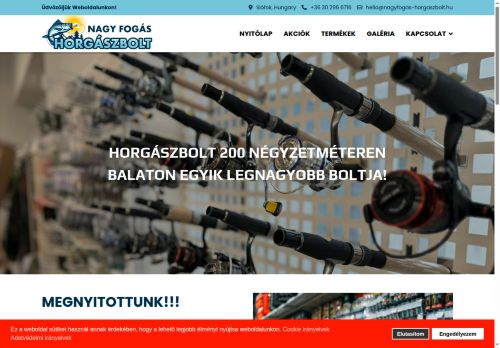 Üdvözöljük Weboldalunkon!
Siófok, Hungary
+36 30 296 6716
hello@nagyfogas-horgaszbolt.hu
NAGY FOGÁS
HORGÁSZBOLT
NYITÓLAP
AKCIÓK
TERMÉKEK
GALÉRIA
KAPCSOLAT
HORGÁSZBOLT 200 NÉGYZETMÉTEREN
BALATON EGYIK LEGNAGYOBB BOLTJA!
MEGNYITOTTUNK!!!
Ez a weboldal sütiket használ annak érdekében, hogy a lehető legjobb élményt nyújtsa weboldalunkon. Cookie irányelvek
Adatvédelmi irányelvek
Elutasítom
Engedélyezem